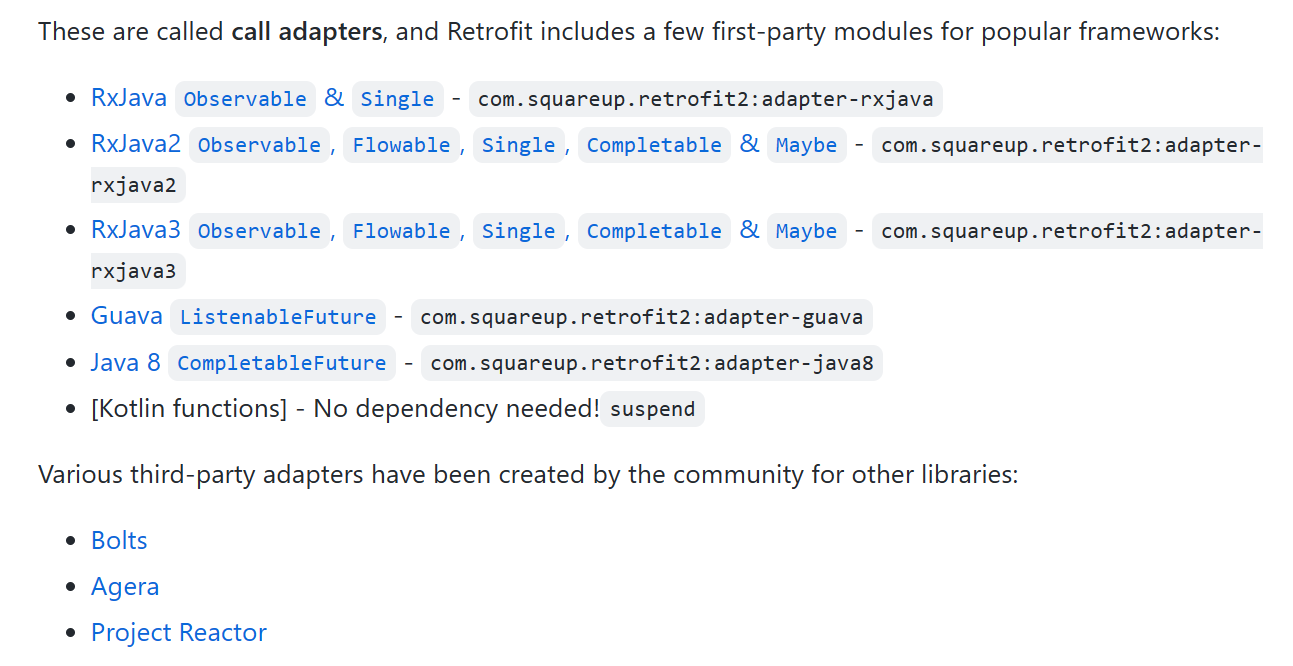 These are called call adapters, and Retrofit includes a few first-party modules for popular frameworks:
RxJava Observable & Single - com.squareup.retrofit2:adapter-rxjava
RxJava2 Observable, Flowable, Single, Completable & Maybe - com.squareup.retrofit2:adapter-
rxjava2
RxJava3 Observable, Flowable, Single, Completable & Maybe - com.squareup.retrofit2:adapter-
rxjava3
Guava ListenableFuture - com.squareup.retrofit2:adapter-guava
Java 8 CompletableFuture - com.squareup.retrofit2:adapter-java8
[Kotlin functions] - No dependency needed! suspend
Various third-party adapters have been created by the community for other libraries:
Bolts
Agera
Project Reactor